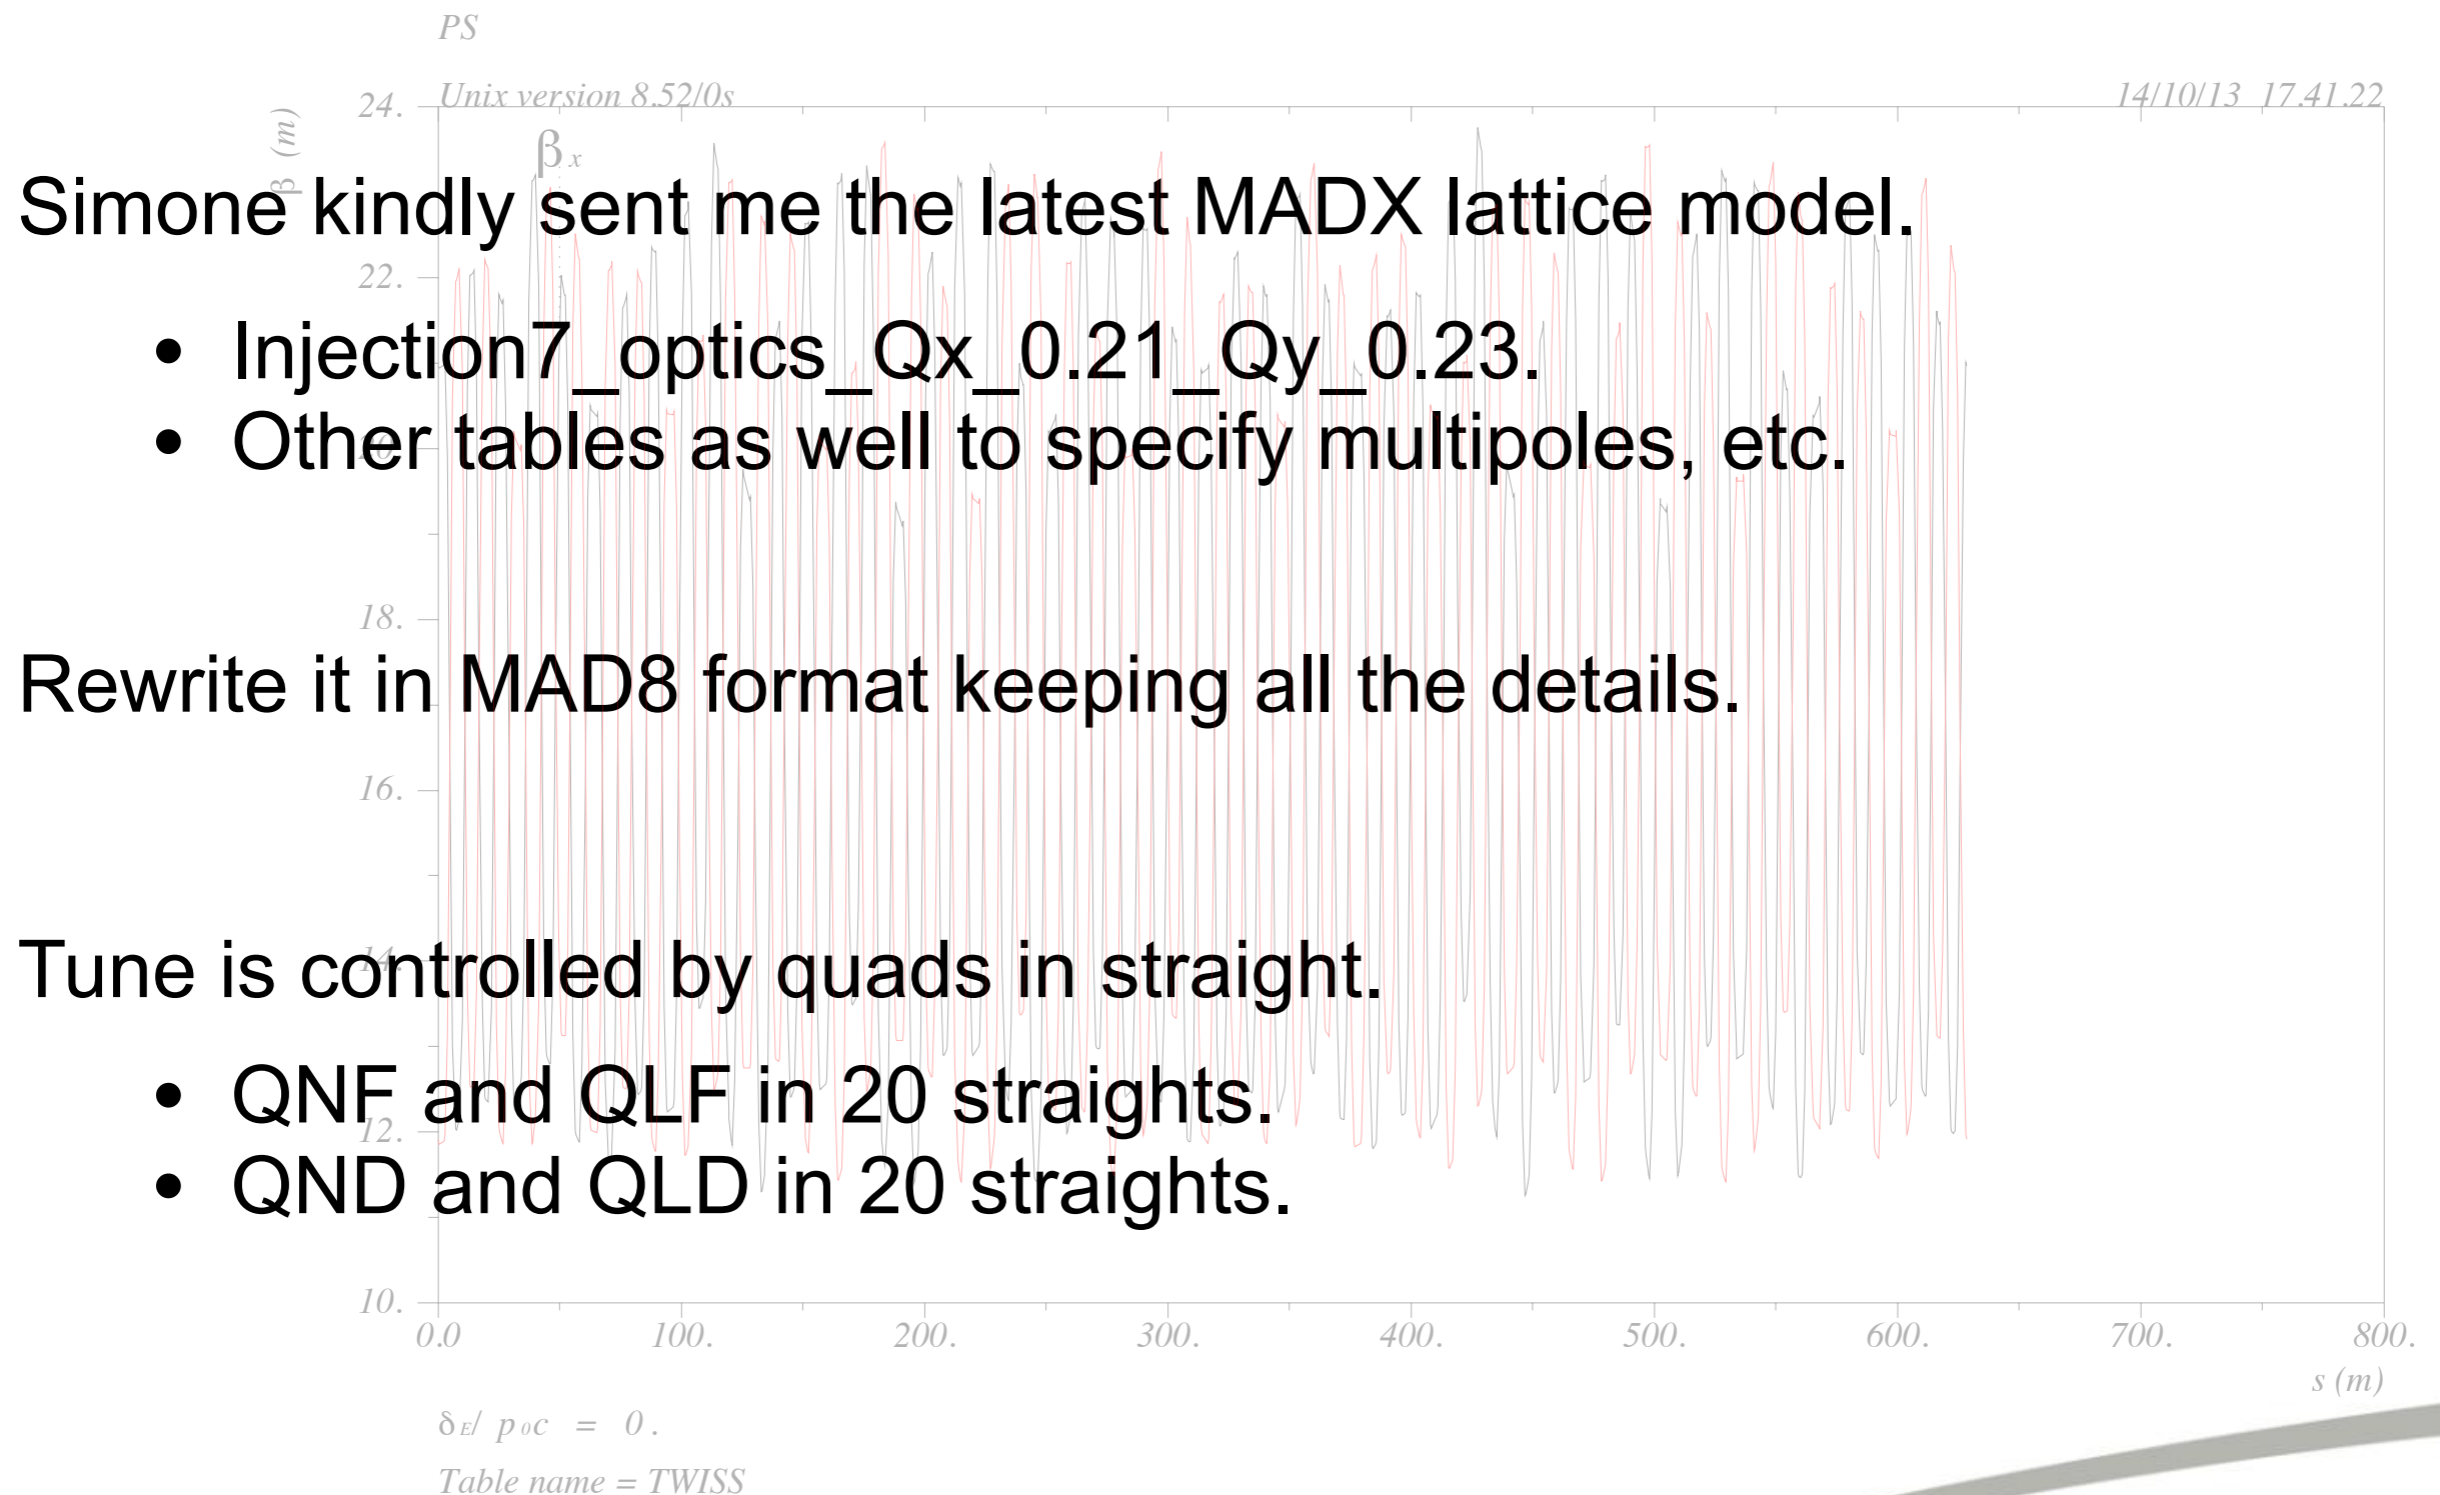 PS
Unix version 8.52/0s
14/10/13 17.41.22
β (m)
β x
Simone kindly sent me the latest MADX lattice model.
• Injection7_optics_Qx_0.21_Qy_0.23.
• Other tables as well to specify multipoles, etc.
Rewrite it in MAD8 format keeping all the details.
Tune is controlled by quads in straight.
• QNF and QLF in 20 straights.
• QND and QLD in 20 straights.
24.
22.
20.
18.
16.
14.
12.
10.
0.0 100. 200. 300. 400. 500. 600. 700. 800.
s (m)
δ E/ p 0c = 0.
Table name = TWISS